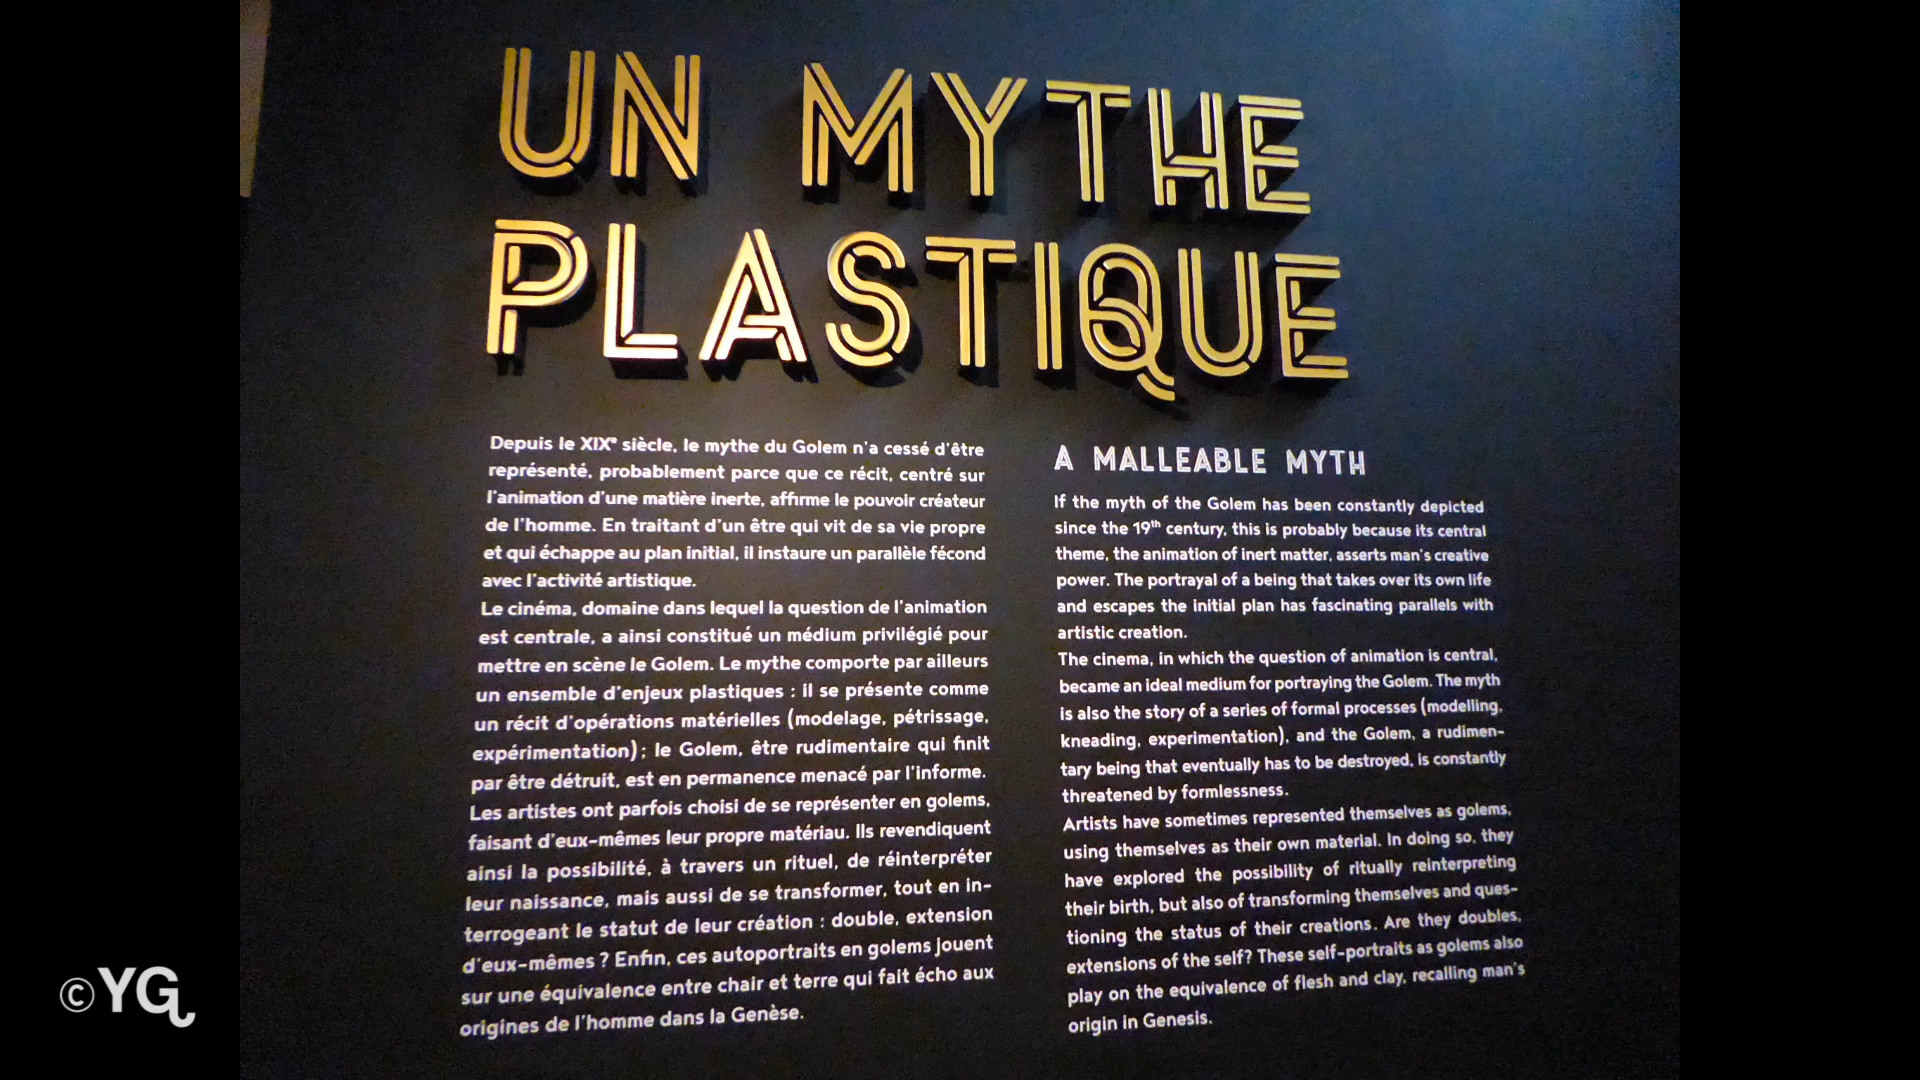 UN MYTHE
PLASTIQUE
Depuis le XIXe siècle, le mythe du Golem n'a cessé d'être
représenté, probablement parce que ce récit, centré sur
l'animation d'une matière inerte, affirme le pouvoir créateur
de l'homme. En traitant d'un être qui vit de sa vie propre
et qui échappe au plan initial, il instaure un parallèle fécond
avec l'activité artistique.
Le cinéma, domaine dans lequel la question de l'animation
est centrale, a ainsi constitué un médium privilégié pour
mettre en scène le Golem. Le mythe comporte par ailleurs
un ensemble d'enjeux plastiques : il se présente comme
un récit d'opérations matérielles (modelage, pétrissage,
expérimentation) ; le Golem, être rudimentaire qui finit
par être détruit, est en permanence menacé par l'informe.
Les artistes ont parfois choisi de se représenter en golems,
faisant d'eux-mêmes leur propre matériau. Ils revendiquent
ainsi la possibilité, à travers un rituel, de réinterpréter
leur naissance, mais aussi de se transformer, tout en in-
terrogeant le statut de leur création : double, extension
d'eux-mêmes ? Enfin, ces autoportraits en golems jouent
sur une équivalence entre chair et terre qui fait écho aux
origines de l'homme dans la Genèse.
A MALLEABLE MYTH
If the myth of the Golem has been constantly depicted
since the 19th century, this is probably because its central
theme, the animation of inert matter, asserts man's creative
power. The portrayal of a being that takes over its own life
and escapes the initial plan has fascinating parallels with
artistic creation.
The cinema, in which the question of animation is central,
became an ideal medium for portraying the Golem. The myth
is also the story of a series of formal processes (modelling,
kneading, experimentation), and the Golem, a rudimen-
tary being that eventually has to be destroyed, is constantly
threatened by formlessness.
Artists have sometimes represented themselves as golems,
using themselves as their own material. In doing so, they
have explored the possibility of ritually reinterpreting
their birth, but also of transforming themselves and ques-
tioning the status of their creations. Are they doubles,
extensions of the self? These self-portraits as golems also
play on the equivalence of flesh and clay, recalling man's
origin in Genesis.
©YG